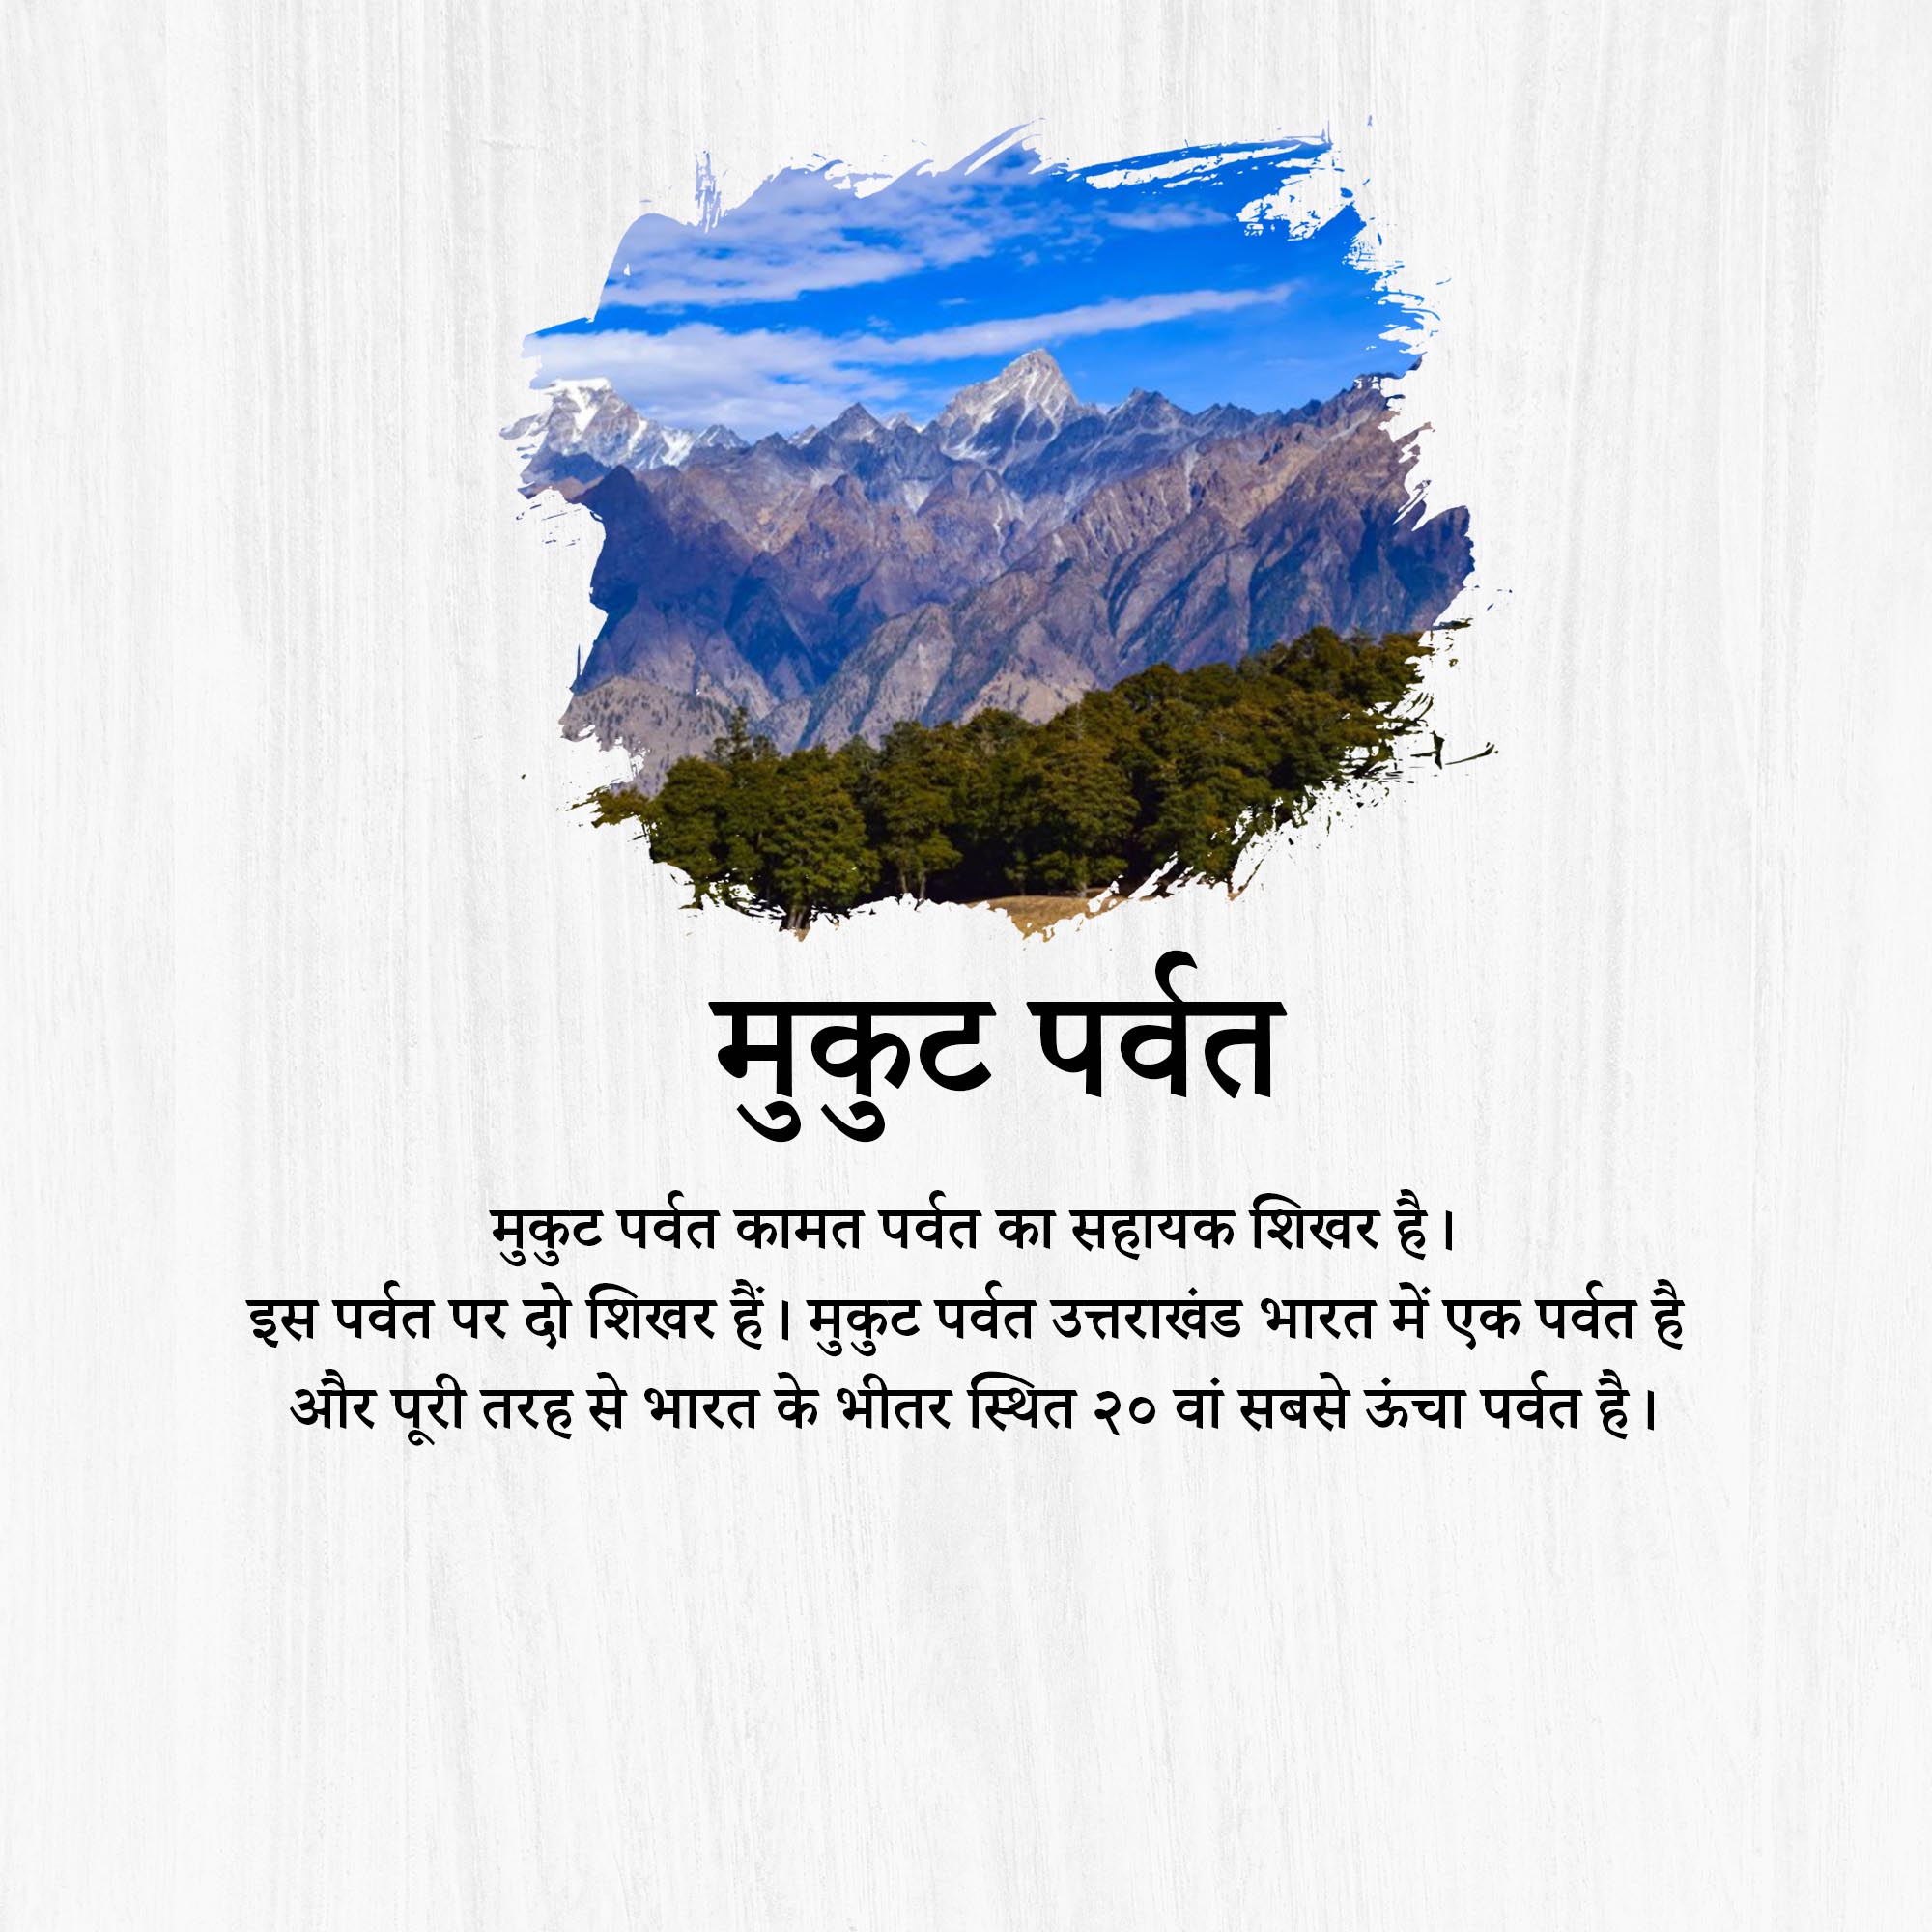 मुकुट पर्वत
मुकुट पर्वत कामत पर्वत का सहायक शिखर है।
इस पर्वत पर दो शिखर हैं। मुकुट पर्वत उत्तराखंड भारत में एक पर्वत है
और पूरी तरह से भारत के भीतर स्थित २० वां सबसे ऊंचा पर्वत है।